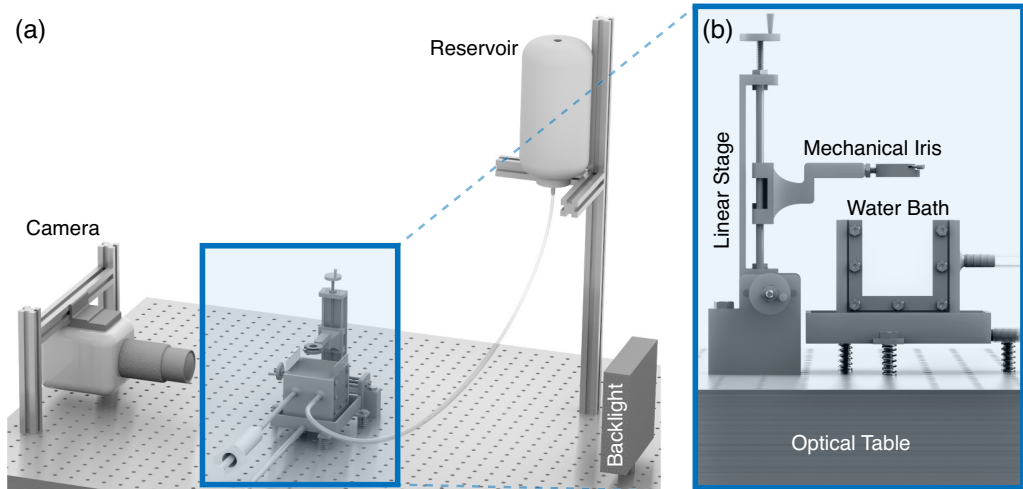 (a)
Reservoir
Camera
Backlight
(b)
Linear Stage
Mechanical Iris
Water Bath
Optical Table